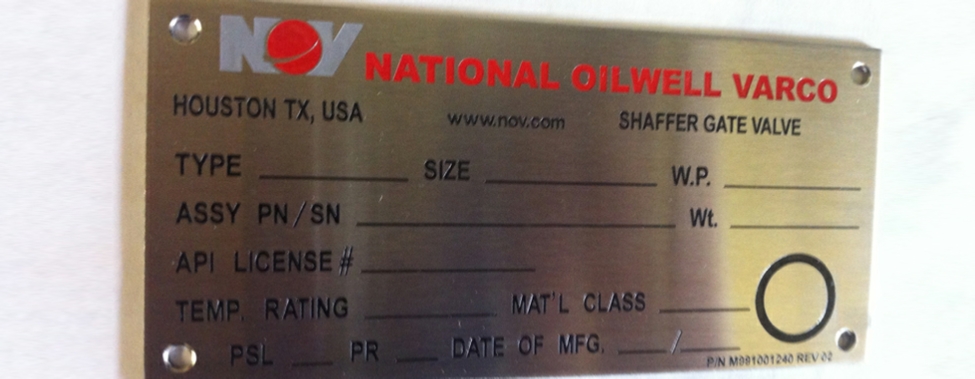 NOV NATIONAL OILWELL VARCO
HOUSTON TX, USA www.nov.com SHAFFER GATE VALVE
TYPE SIZE W.P.
ASSY PN/SN Wt.
API LICENSE#
TEMP. RATING MAT'L CLASS
PSL PR DATE OF MFG. /
P/N M991001240 REV 02